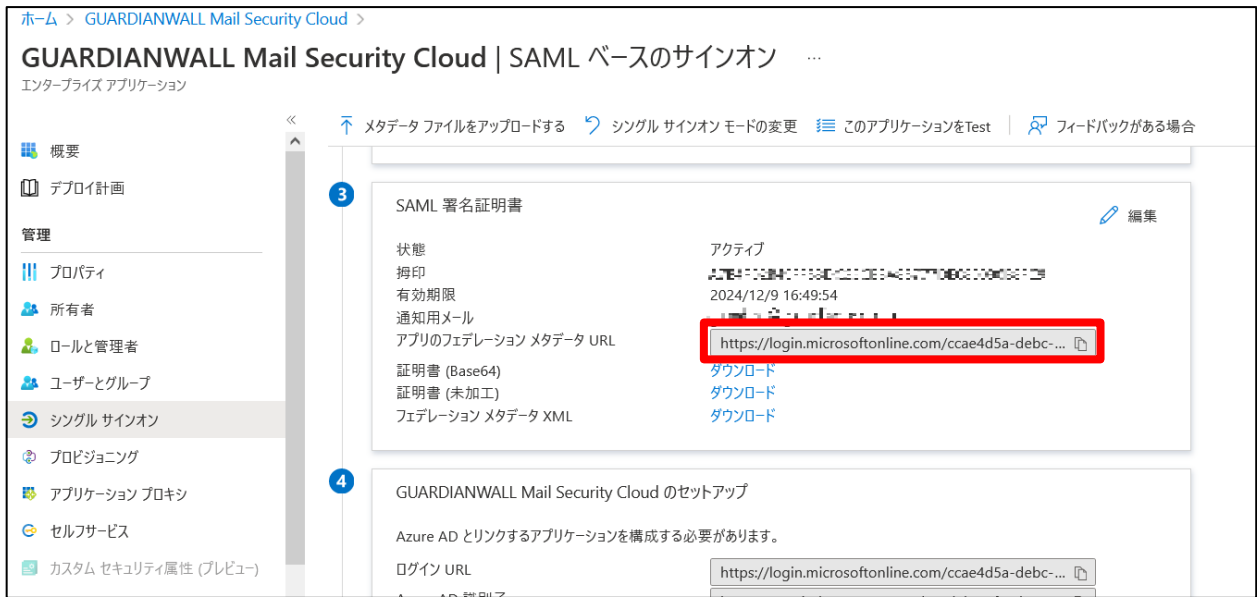 ホーム > GUARDIANWALL Mail Security Cloud >
GUARDIANWALL Mail Security Cloud | SAML ベースのサインオン ...
エンタープライズ アプリケーション
«
メタデータ ファイルをアップロードする シングル サインオン モードの変更 このアプリケーションをTest フィードバックがある場合
概要
デプロイ計画
管理
プロパティ
所有者
ロールと管理者
ユーザーとグループ
シングル サインオン
プロビジョニング
アプリケーション プロキシ
セルフサービス
カスタム セキュリティ属性 (プレビュー)
3
SAML 署名証明書
編集
状態 アクティブ
拇印
有効期限 2024/12/9 16:49:54
通知用メール
アプリのフェデレーション メタデータ URL https://login.microsoftonline.com/ccae4d5a-debc-...
証明書 (Base64) ダウンロード
証明書 (未加工) ダウンロード
フェデレーション メタデータ XML ダウンロード
4
GUARDIANWALL Mail Security Cloud のセットアップ
Azure AD とリンクするアプリケーションを構成する必要があります。
ログイン URL https://login.microsoftonline.com/ccae4d5a-debc-...